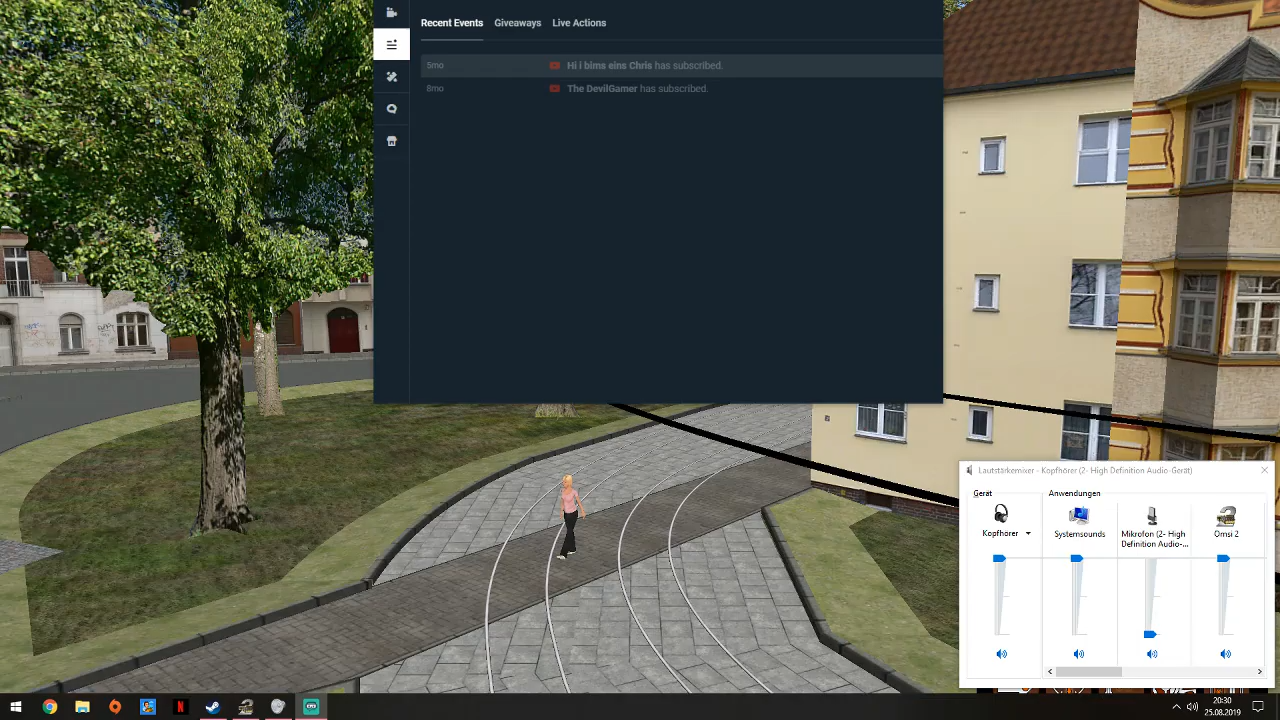 Recent Events Giveaways Live Actions
5mo Hi i bims eins Chris has subscribed.
8mo The DevilGamer has subscribed.
Lautstärkemixer - Kopfhörer (2- High Definition Audio-Gerät)
Gerät Anwendungen
Kopfhörer Systemsounds Mikrofon (2- High Definition Audio-... Omsi 2
20:30
25.08.2019